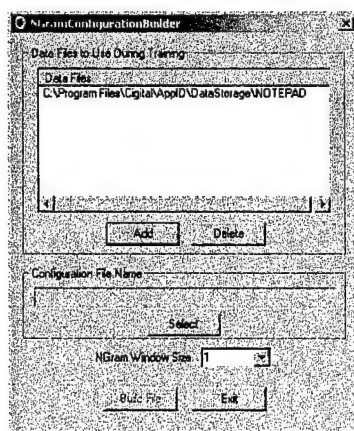 NGramConfigurationBuilder
Data Files to Use During Training
Data Files
C:\Program Files\Cigital\AppID\DataStorage\NOTEPAD
Add Delete
Configuration File Name
Select
NGram Window Size 1
Build File Exit